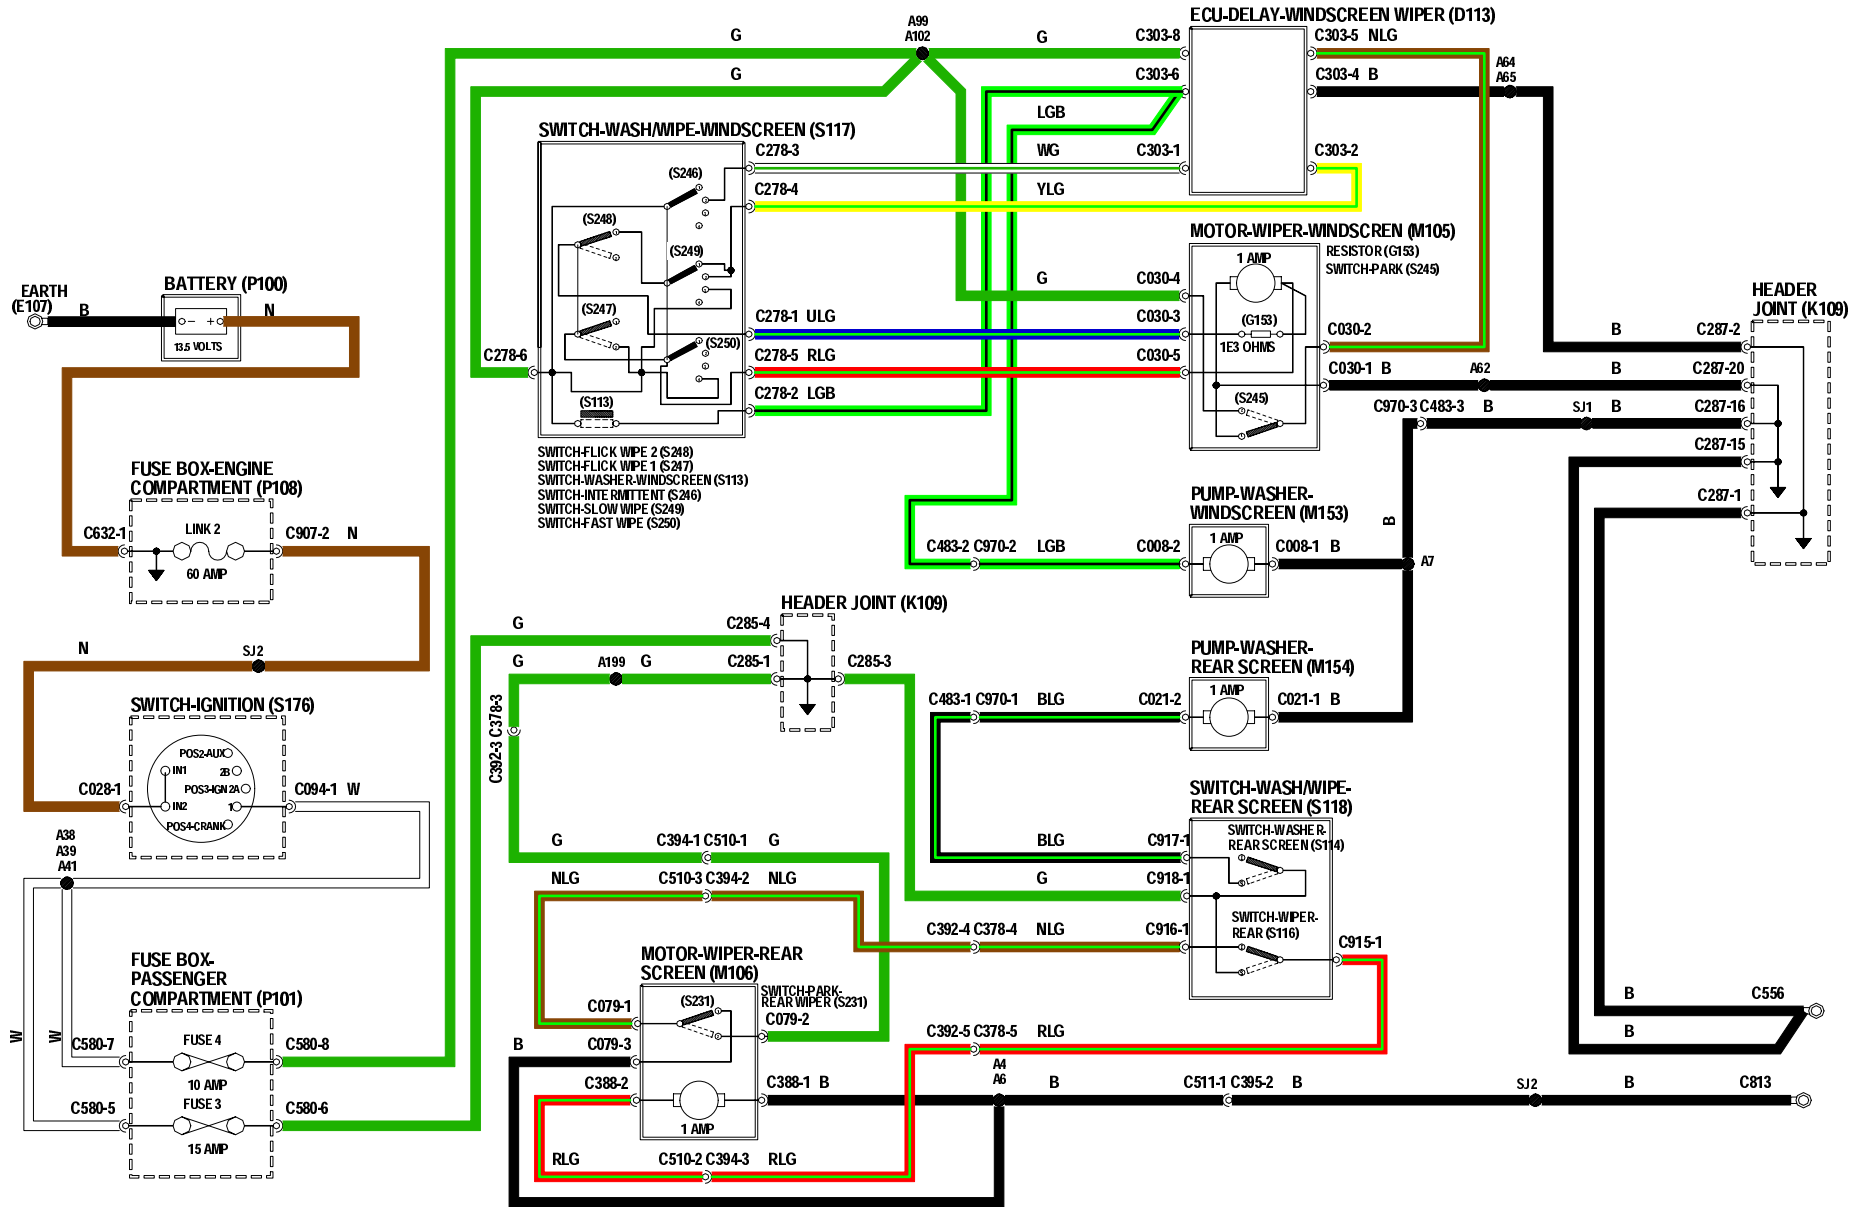 ECU-DELAY-WINDSCREEN WIPER (D113)
A99
A102
G
G
C303-8
C303-5 NLG
G
C303-6
C303-4 B
A64
A65
LGB
SWITCH-WASH/WIPE-WINDSCREEN (S117)
C278-3
WG
C303-1
C303-2
(S246)
C278-4
YLG
(S248)
(S249)
MOTOR-WIPER-WINDSCREEN (M105)
RESISTOR (G153)
SWITCH-PARK (S245)
1 AMP
G
C030-4
BATTERY (P100)
EARTH
(E107)
B
N
- +
13.5 VOLTS
HEADER
JOINT (K109)
(S247)
C278-1 ULG
C030-3
(G153)
1E3 OHMS
C030-2
B
C287-2
C278-6
(S250)
C278-5 RLG
C030-5
C030-1 B
A62
B
C287-20
(S113)
C278-2 LGB
(S245)
C970-3 C483-3
B
SJ1
B
C287-16
C287-15
SWITCH-FLICK WIPE 2 (S248)
SWITCH-FLICK WIPE 1 (S247)
SWITCH-WASHER-WINDSCREEN (S113)
SWITCH-INTERMITTENT (S246)
SWITCH-SLOW WIPE (S249)
SWITCH-FAST WIPE (S250)
FUSE BOX-ENGINE
COMPARTMENT (P108)
C632-1
LINK 2
60 AMP
C907-2 N
PUMP-WASHER-
WINDSCREEN (M153)
C287-1
B
C483-2 C970-2
LGB
C008-2
1 AMP
C008-1 B
A7
HEADER JOINT (K109)
G
C285-4
N
SJ2
G
A199
G
C285-1
C285-3
PUMP-WASHER-
REAR SCREEN (M154)
C392-3 C378-3
C483-1 C970-1
BLG
C021-2
1 AMP
C021-1 B
SWITCH-IGNITION (S176)
POS2-AUX
IN1
2B
POS3-IGN 2A
IN2
1
POS4-CRANK
C028-1
C094-1 W
A38
A39
A41
SWITCH-WASH/WIPE-
REAR SCREEN (S118)
G
C394-1 C510-1
G
BLG
C917-1
SWITCH-WASHER-
REAR SCREEN (S114)
NLG
C510-3 C394-2
NLG
G
C918-1
C392-4 C378-4
NLG
C916-1
SWITCH-WIPER-
REAR (S116)
C915-1
FUSE BOX-
PASSENGER
COMPARTMENT (P101)
MOTOR-WIPER-REAR
SCREEN (M106)
SWITCH-PARK-
REAR WIPER (S231)
(S231)
C079-1
C079-2
B
C556
W
W
C580-7
FUSE 4
10 AMP
C580-8
B
C079-3
C392-5 C378-5
RLG
B
C388-2
C388-1 B
A4
A6
B
C511-1 C395-2
B
SJ2
B
C813
C580-5
FUSE 3
15 AMP
C580-6
1 AMP
RLG
C510-2 C394-3
RLG